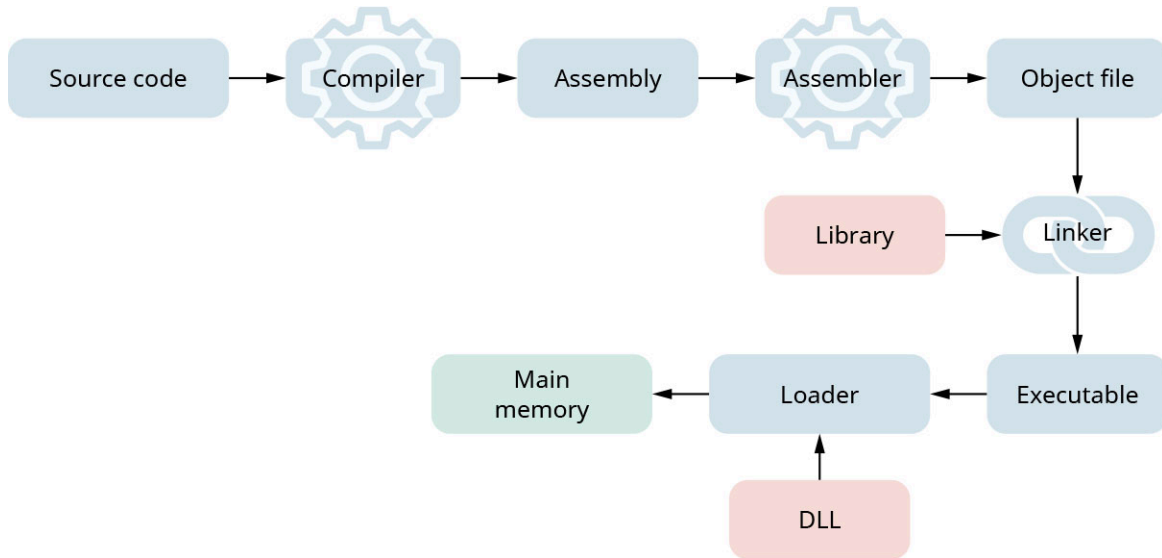 Source code
Compiler
Assembly
Assembler
Object file
Library
Linker
Main
memory
Loader
Executable
DLL